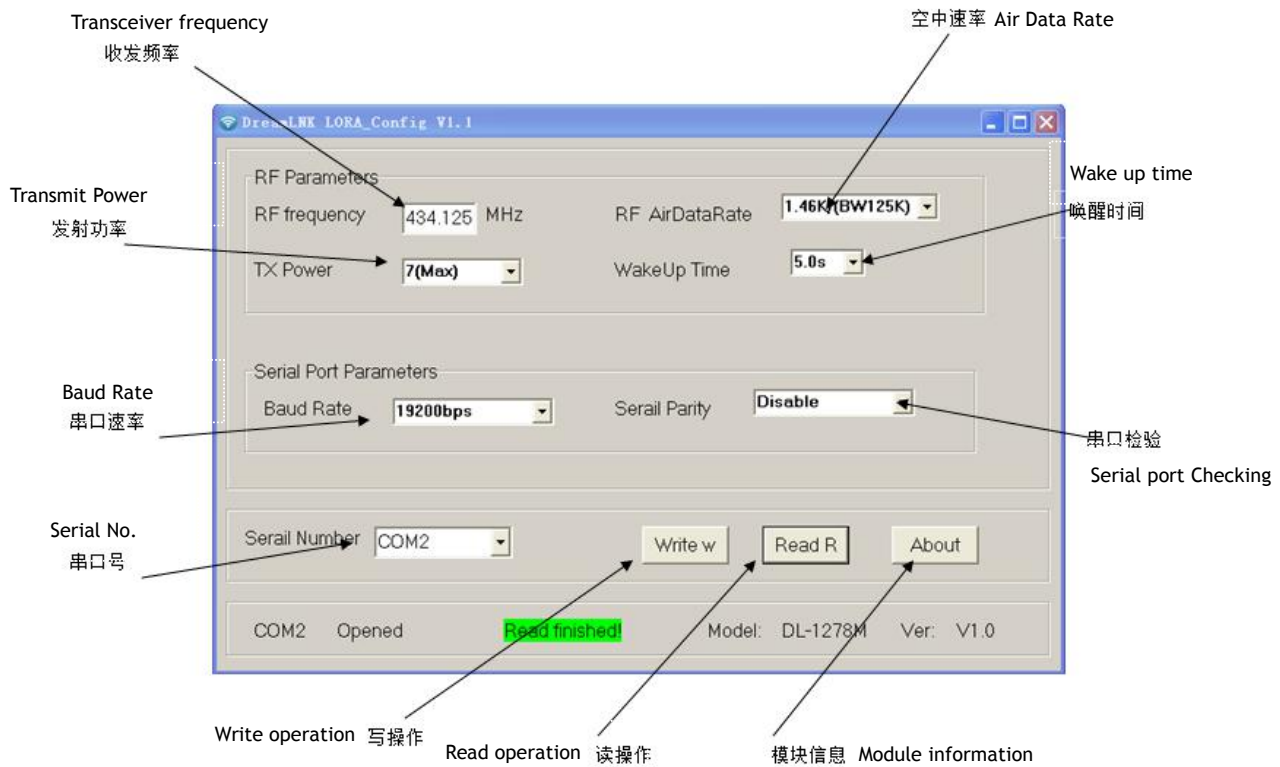 Transceiver frequency
收发频率
空中速率 Air Data Rate
DreamLNK LORA_Config V1.1
RF Parameters
RF frequency 434.125 MHz RF AirDataRate 1.46K/(BW125K)
Transmit Power
发射功率
Wake up time
唤醒时间
TX Power 7(Max) WakeUp Time 5.0s
Serial Port Parameters
Baud Rate
串口速率
Baud Rate 19200bps Serail Parity Disable
串口检验
Serial port Checking
Serial No.
串口号
Serail Number COM2 Write w Read R About
COM2 Opened Read finished! Model: DL-1278M Ver: V1.0
Write operation 写操作
Read operation 读操作
模块信息 Module information